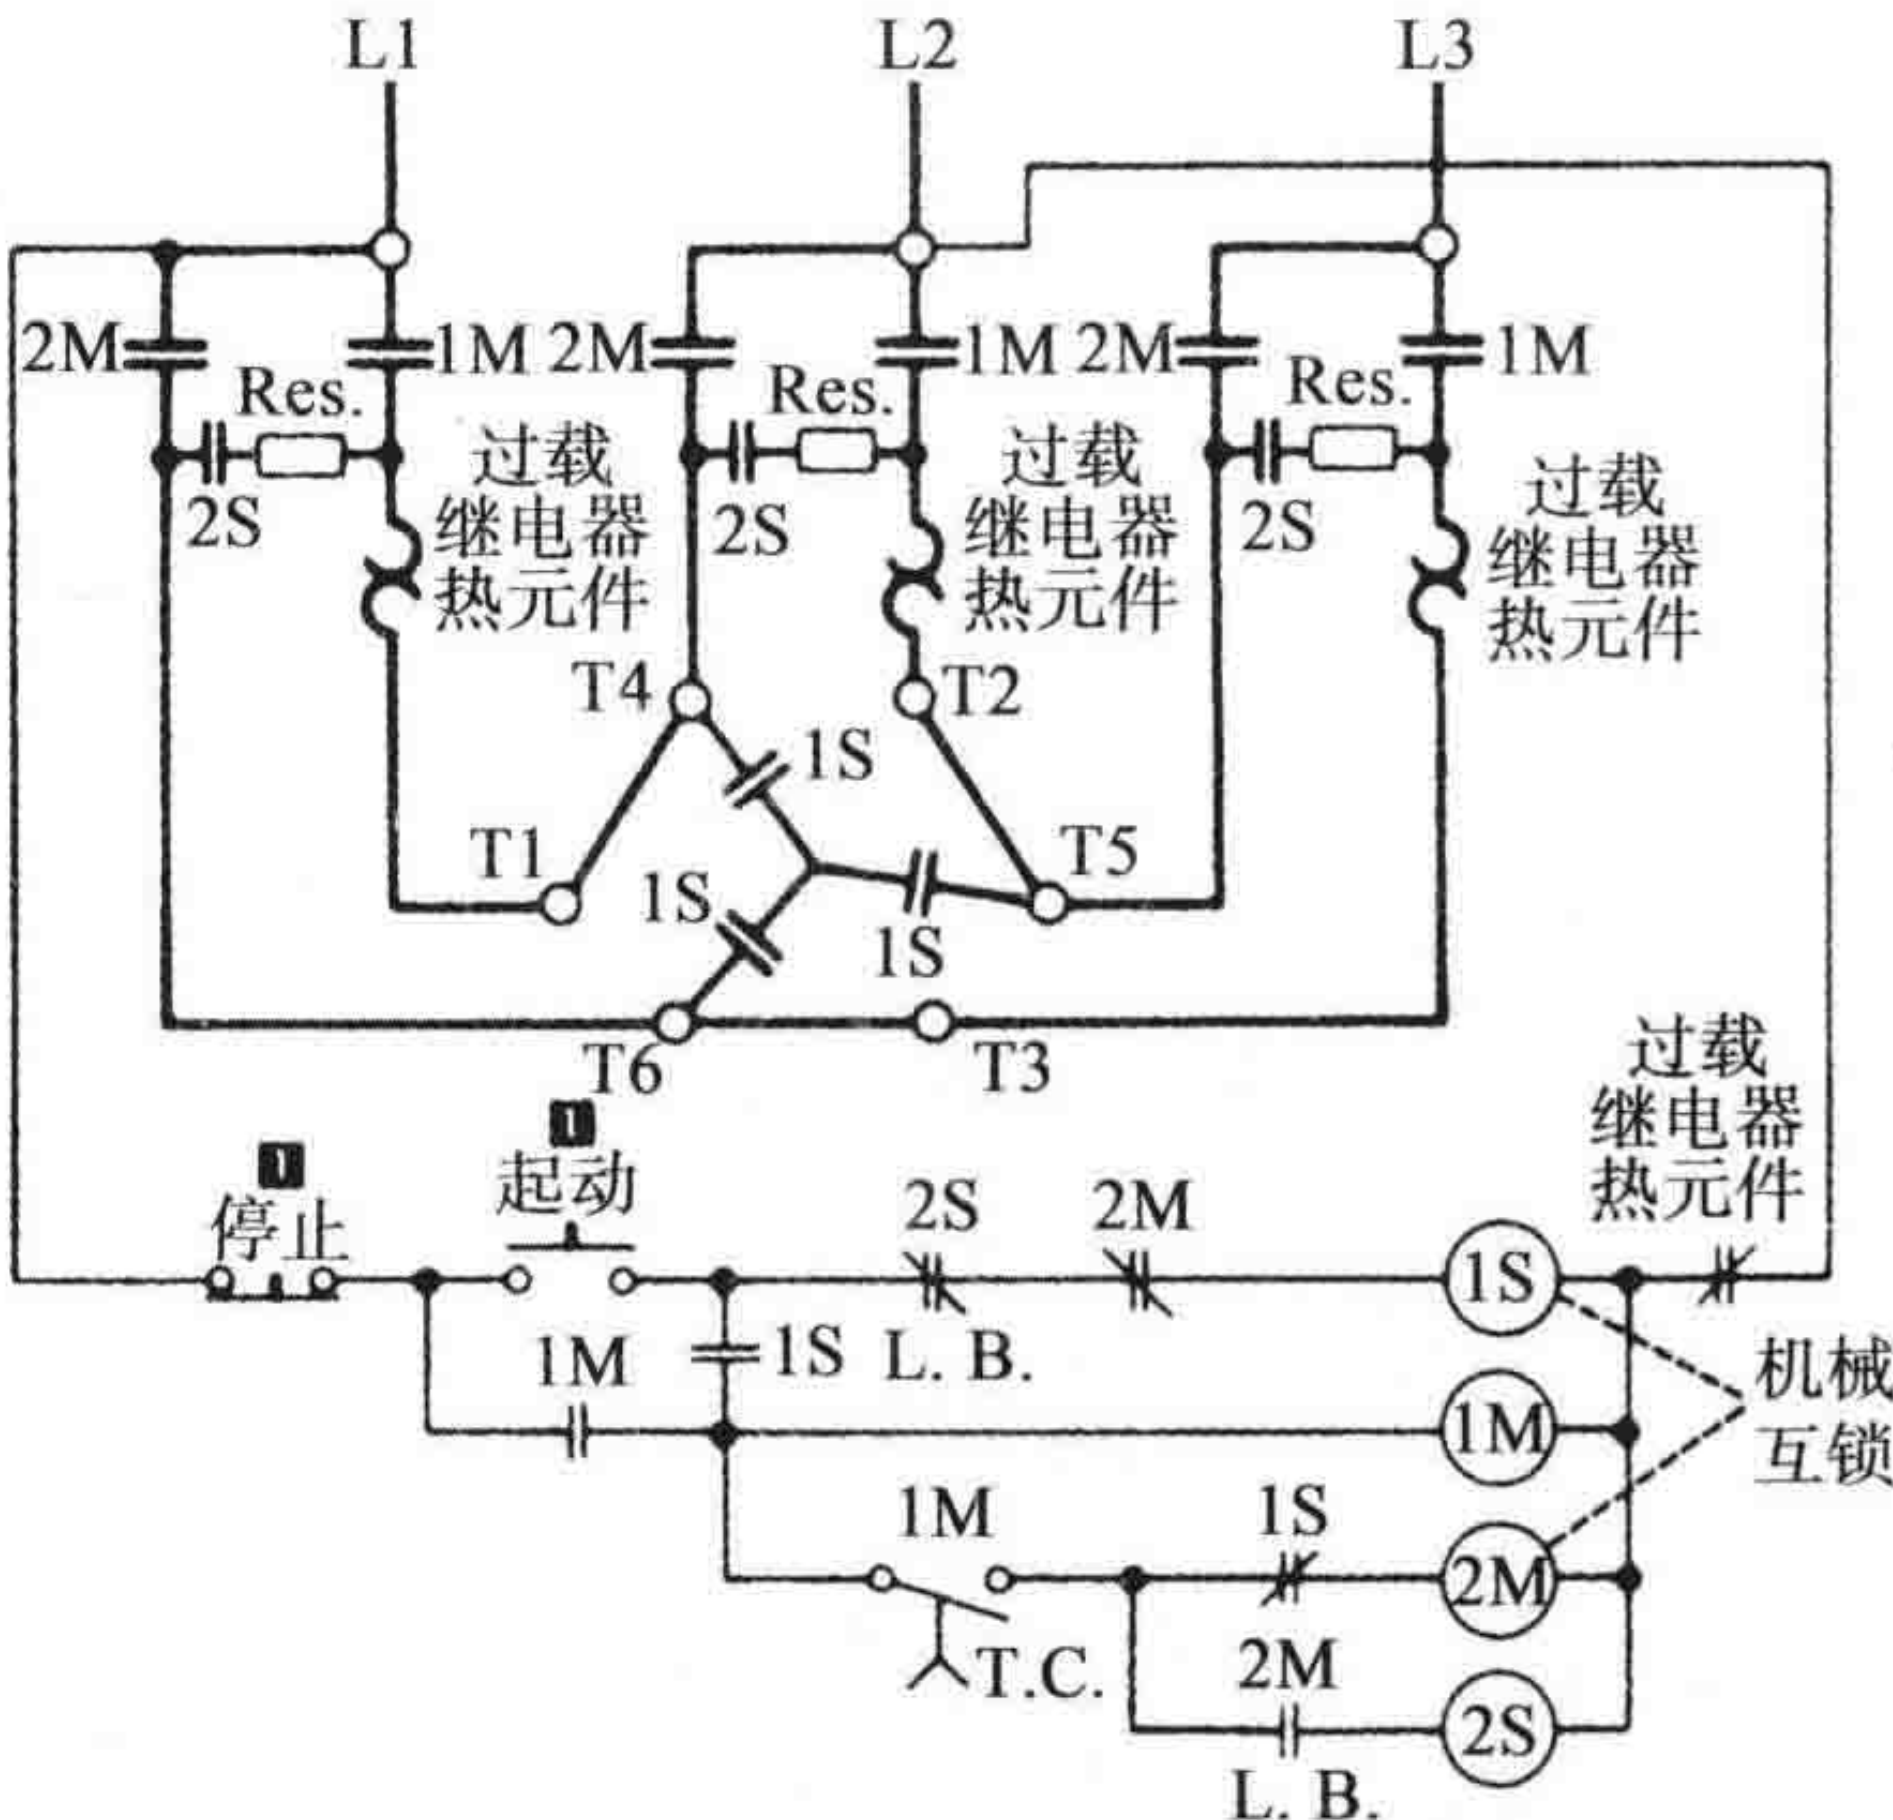 L1
L2
L3
2M
1M
2M
1M
2M
1M
Res.
Res.
Res.
2S
2S
2S
过载
继电器
热元件
过载
继电器
热元件
过载
继电器
热元件
T4
T2
1S
T1
T5
1S
1S
T6
T3
过载
继电器
热元件
1
停止
1
起动
2S
2M
1S
1M
1S
L. B.
1M
机械
互锁
1M
1S
2M
T.C.
2M
2S
L. B.